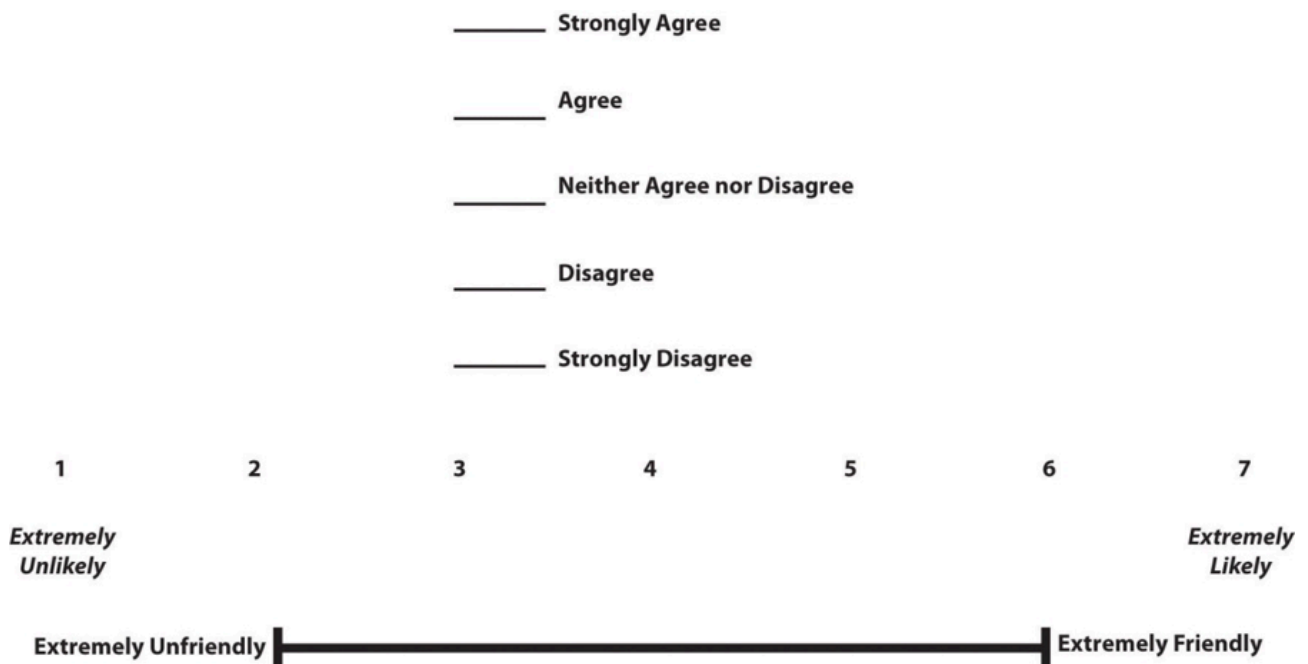 Strongly Agree
Agree
Neither Agree nor Disagree
Disagree
Strongly Disagree
1 2 3 4 5 6 7
Extremely Unlikely
Extremely Likely
Extremely Unfriendly Extremely Friendly